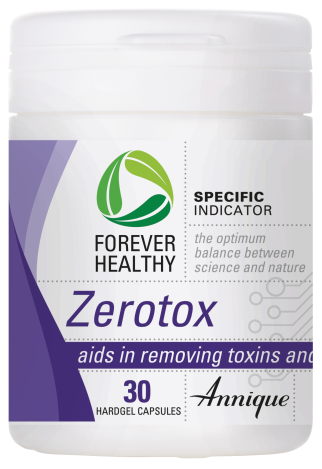 FOREVER
HEALTHY
SPECIFIC
INDICATOR
the optimum
balance between
science and nature
Zerotox
aids in removing toxins and
30
HARDGEL CAPSULES
Annique